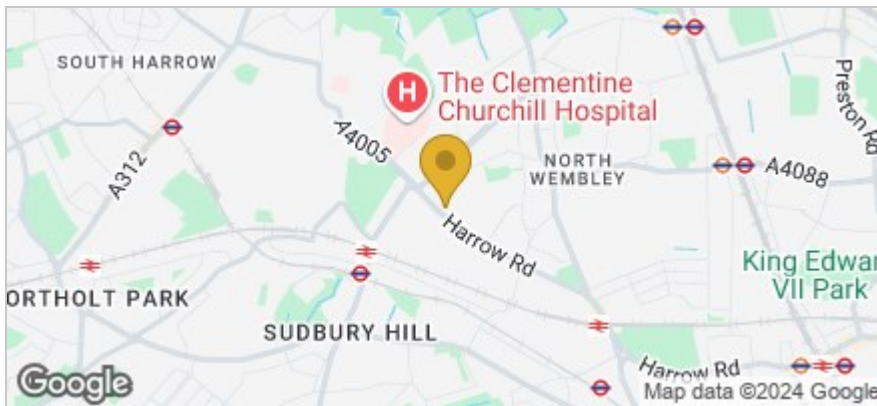 SOUTH HARROW
The Clementine
Churchill Hospital
H
Preston Rd
A4005
A312
NORTH
WEMBLEY
A4088
Harrow Rd
King Edwar
VII Park
ORTHOLT PARK
SUDBURY HILL
Harrow Rd
Google
Map data ©2024 Google